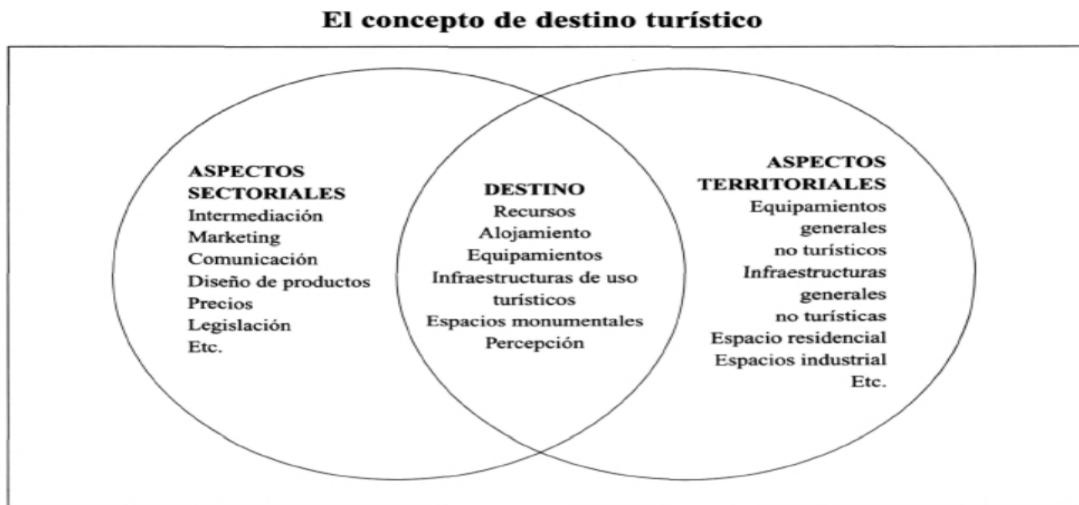 El concepto de destino turístico
ASPECTOS
SECTORIALES
Intermediación
Marketing
Comunicación
Diseño de productos
Precios
Legislación
Etc.
DESTINO
Recursos
Alojamiento
Equipamientos
Infraestructuras de uso
turísticos
Espacios monumentales
Percepción
ASPECTOS
TERRITORIALES
Equipamientos
generales
no turísticos
Infraestructuras
generales
no turísticas
Espacio residencial
Espacios industrial
Etc.